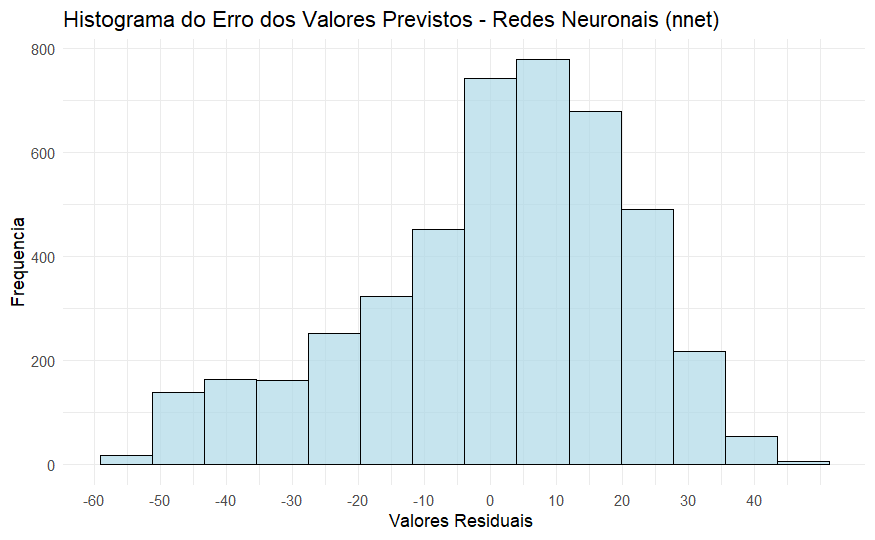 Histograma do Erro dos Valores Previstos - Redes Neuronais (nnet)
800
600
400
200
0
Frequencia
-60 -50 -40 -30 -20 -10 0 10 20 30 40
Valores Residuais